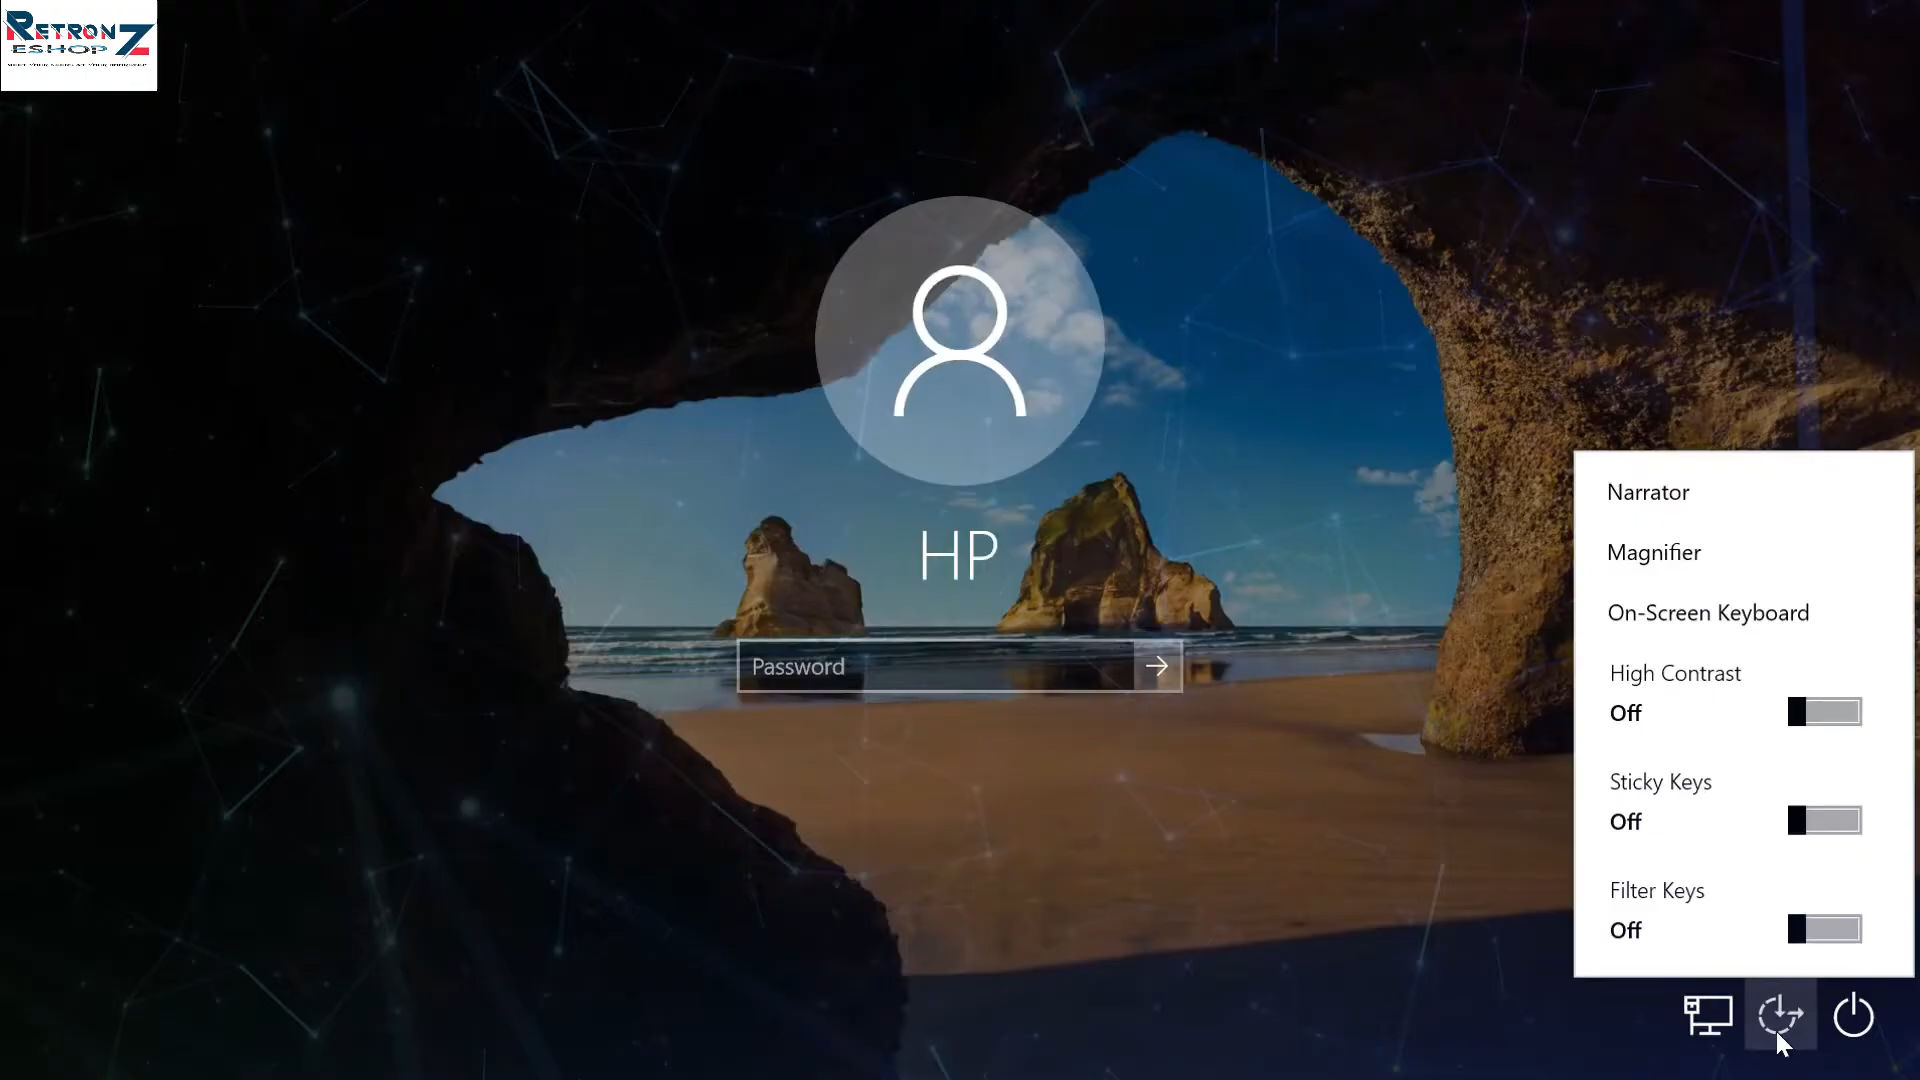 RETRONZ
ESHOP
HP
Password
Narrator
Magnifier
On-Screen Keyboard
High Contrast
Off
Sticky Keys
Off
Filter Keys
Off